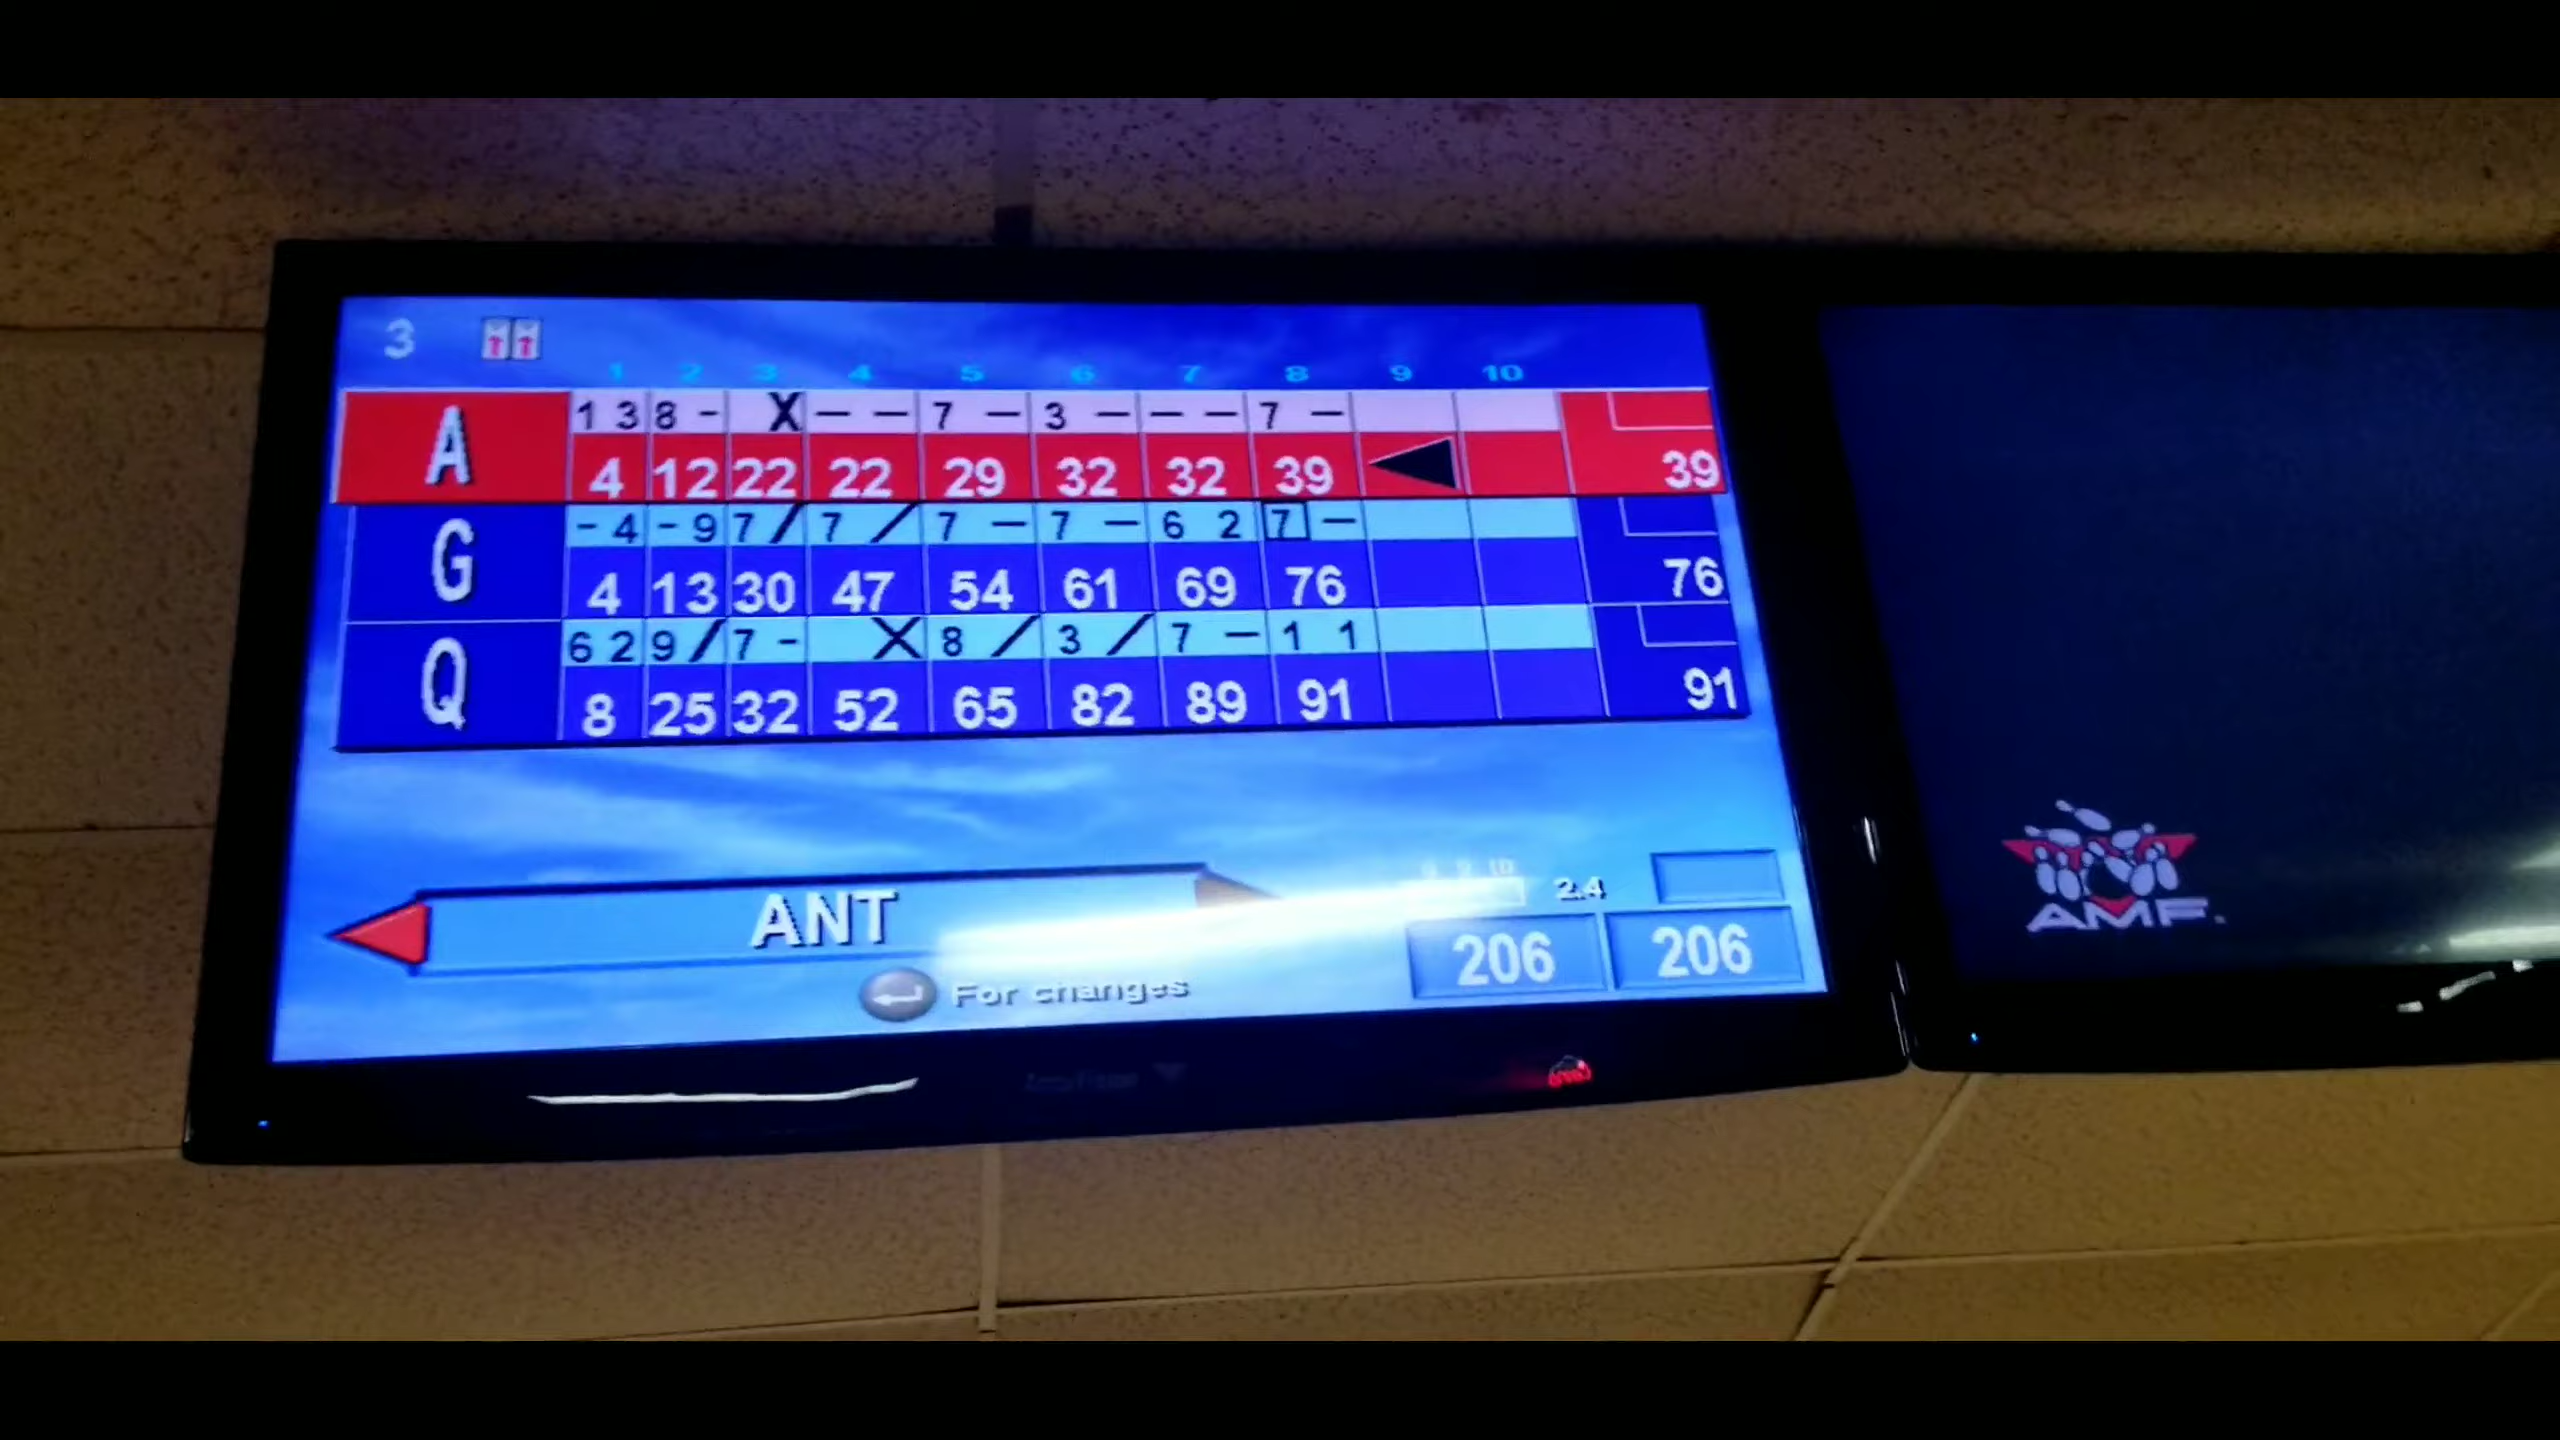 3
1 2 3 4 5 6 7 8 9 10
A 1 3 8 - X - - 7 - 3 - - - 7 -
4 12 22 22 29 32 32 39 39
G - 4 - 9 7 / 7 / 7 - 7 - 6 2 7 -
4 13 30 47 54 61 69 76 76
Q 6 2 9 / 7 - X 8 / 3 / 7 - 1 1
8 25 32 52 65 82 89 91 91
ANT
2.4
206 206
For changes
AMF